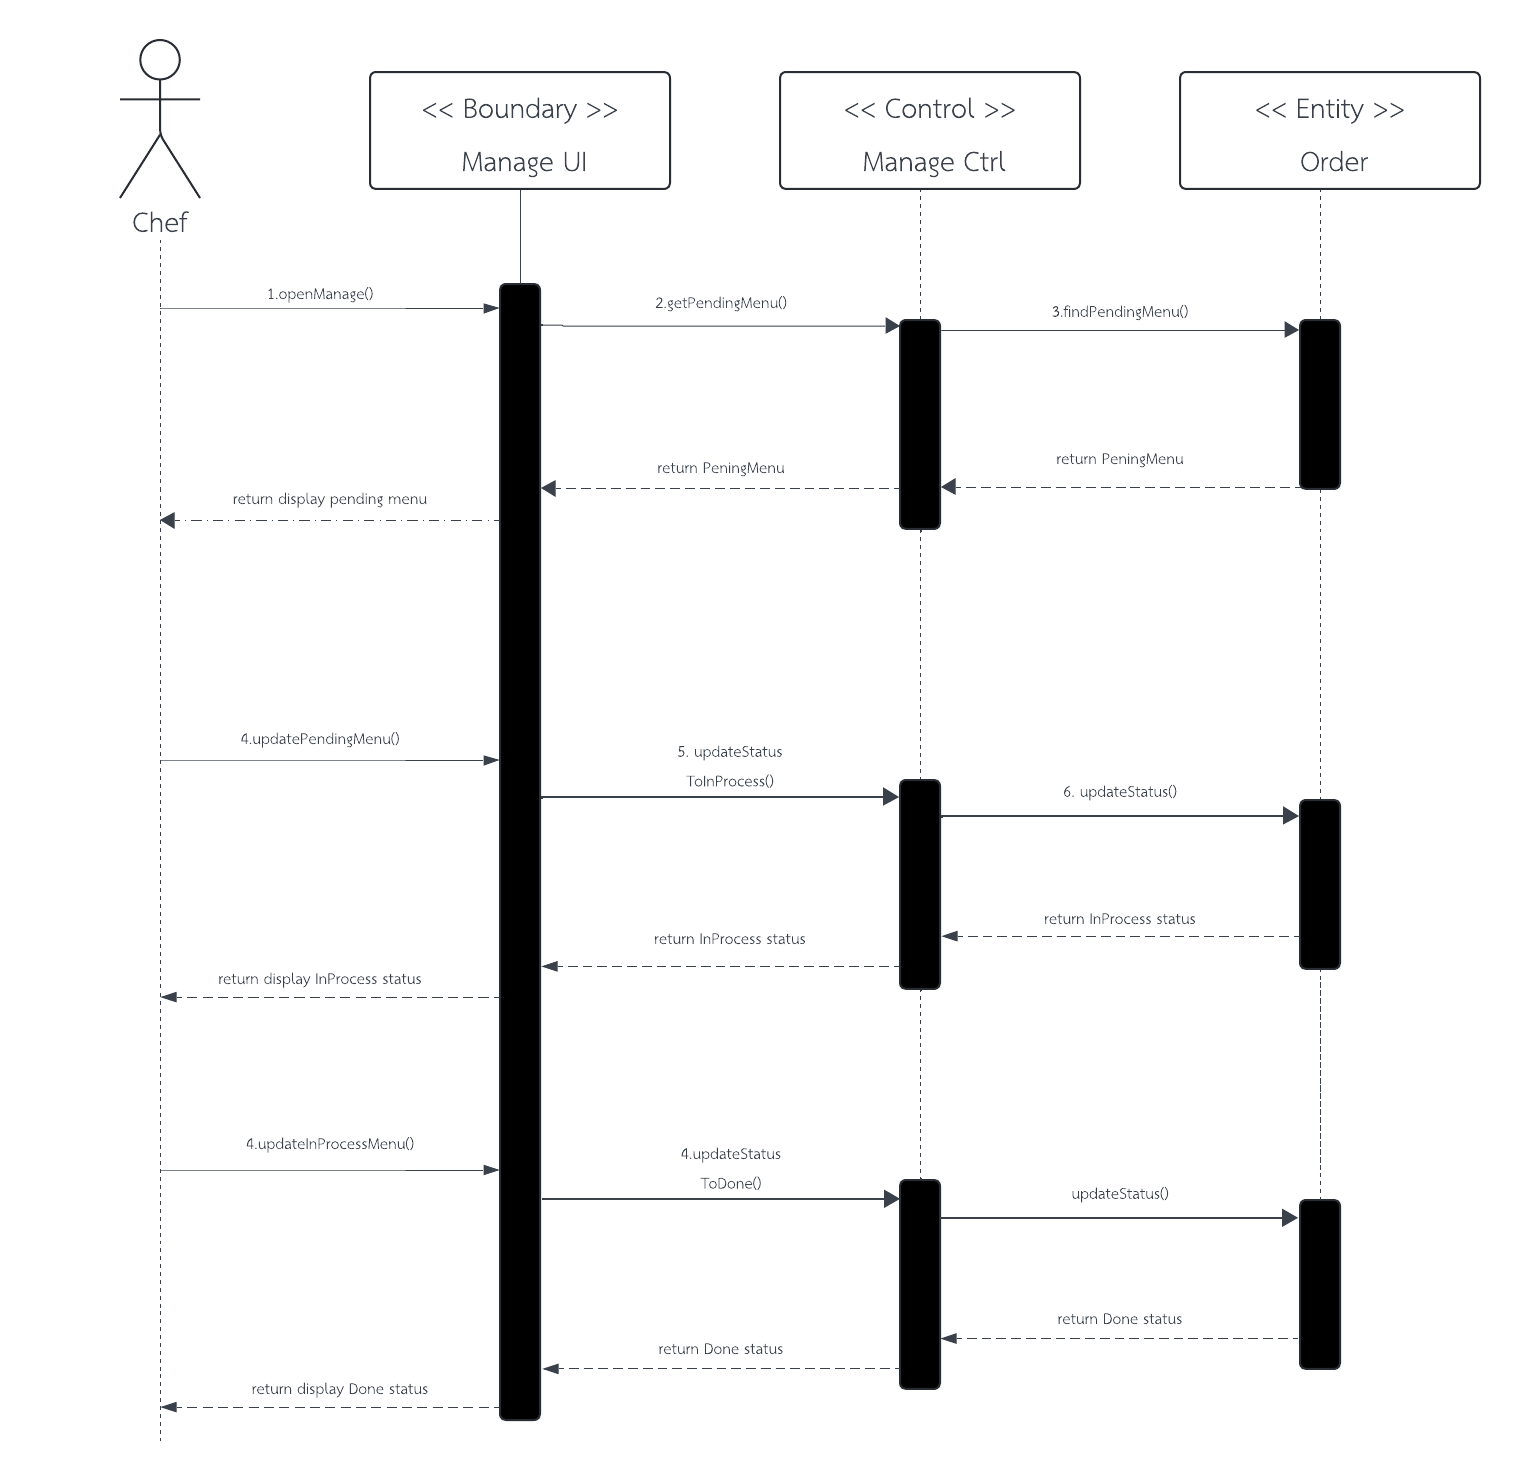 << Boundary >>
Manage UI
<< Control >>
Manage Ctrl
<< Entity >>
Order
Chef
1.openManage()
2.getPendingMenu()
3.findPendingMenu()
return PeningMenu
return PeningMenu
return display pending menu
4.updatePendingMenu()
5. updateStatus
ToInProcess()
6. updateStatus()
return InProcess status
return InProcess status
return display InProcess status
4.updateInProcessMenu()
4.updateStatus
ToDone()
updateStatus()
return Done status
return Done status
return display Done status